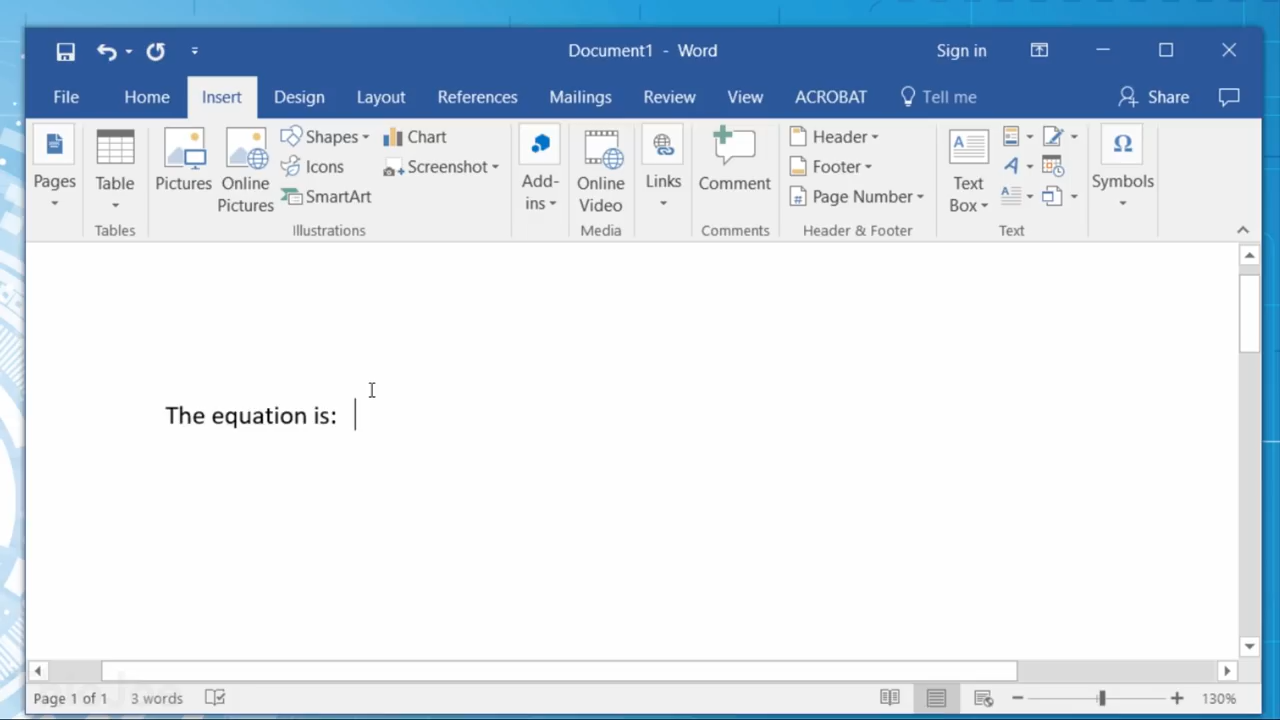 Document1 - Word
Sign in
File Home Insert Design Layout References Mailings Review View ACROBAT Tell me Share
Pages
Table
Tables
Pictures
Online Pictures
Shapes
Icons
SmartArt
Chart
Screenshot
Illustrations
Add-ins
Online Video
Media
Links
Comment
Comments
Header
Footer
Page Number
Header & Footer
Text Box
Text
Ω
Symbols
The equation is:
Page 1 of 1 3 words 130%